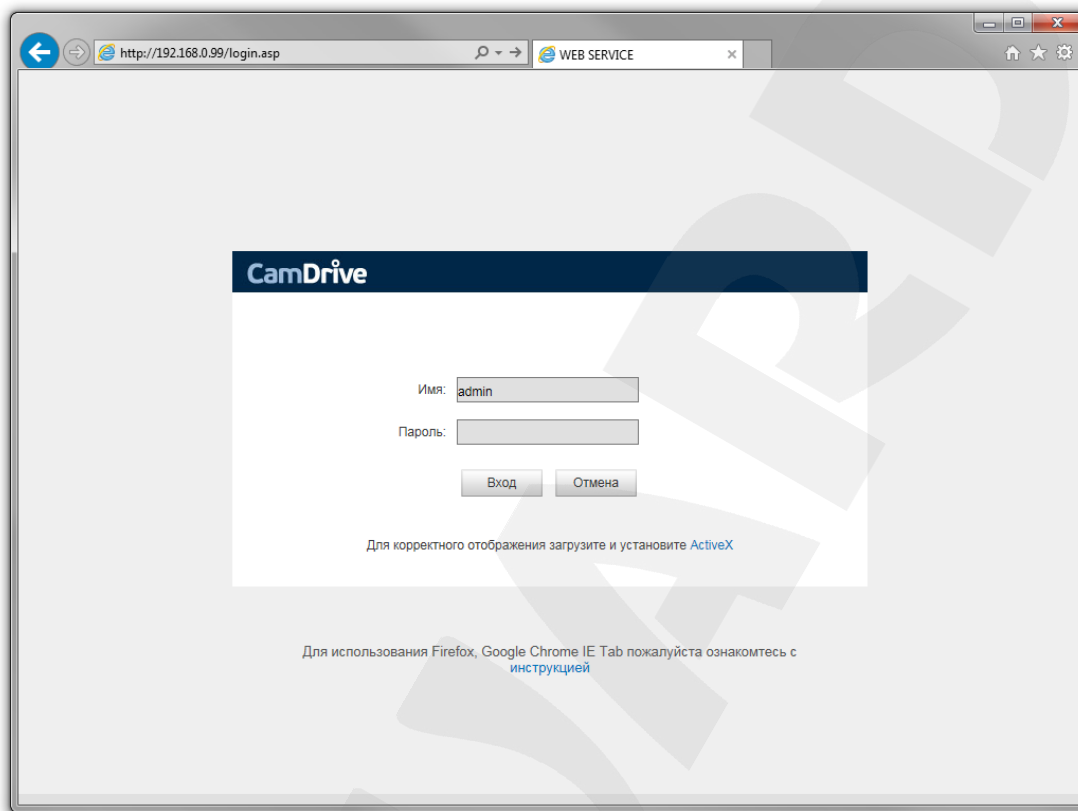 http://192.168.0.99/login.asp
WEB SERVICE
CamDrive
Имя: admin
Пароль:
Вход Отмена
Для корректного отображения загрузите и установите ActiveX
Для использования Firefox, Google Chrome IE Tab пожалуйста ознакомтесь с
инструкцией